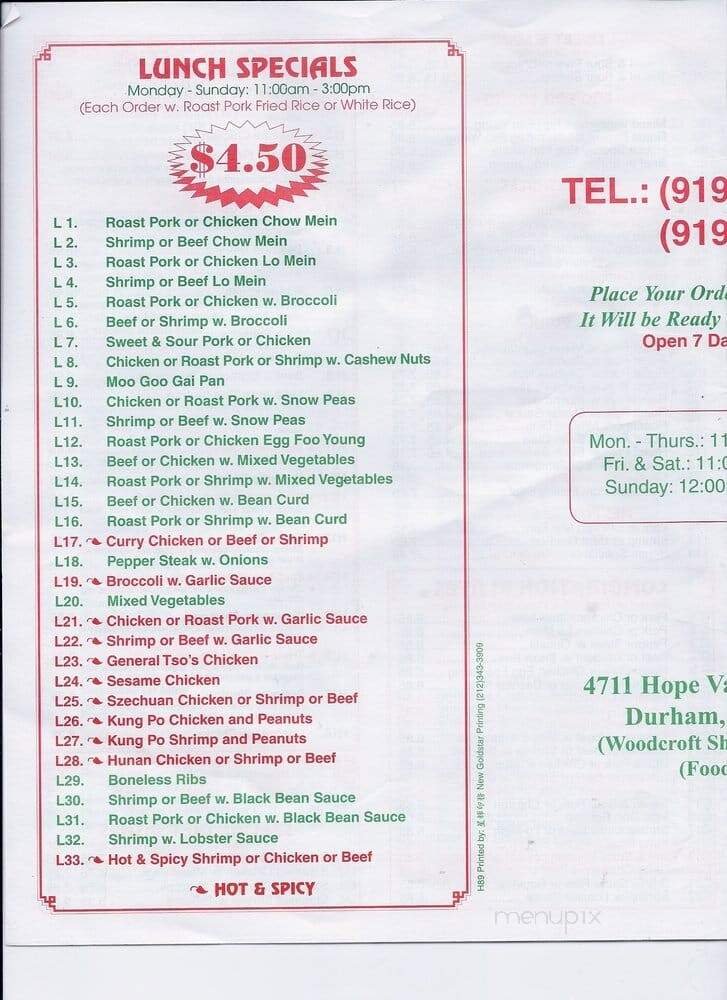 LUNCH SPECIALS
Monday - Sunday: 11:00am - 3:00pm
(Each Order w. Roast Pork Fried Rice or White Rice)
$4.50
L 1. Roast Pork or Chicken Chow Mein
L 2. Shrimp or Beef Chow Mein
L 3. Roast Pork or Chicken Lo Mein
L 4. Shrimp or Beef Lo Mein
L 5. Roast Pork or Chicken w. Broccoli
L 6. Beef or Shrimp w. Broccoli
L 7. Sweet & Sour Pork or Chicken
L 8. Chicken or Roast Pork or Shrimp w. Cashew Nuts
L 9. Moo Goo Gai Pan
L10. Chicken or Roast Pork w. Snow Peas
L11. Shrimp or Beef w. Snow Peas
L12. Roast Pork or Chicken Egg Foo Young
L13. Beef or Chicken w. Mixed Vegetables
L14. Roast Pork or Shrimp w. Mixed Vegetables
L15. Beef or Chicken w. Bean Curd
L16. Roast Pork or Shrimp w. Bean Curd
L17. Curry Chicken or Beef or Shrimp
L18. Pepper Steak w. Onions
L19. Broccoli w. Garlic Sauce
L20. Mixed Vegetables
L21. Chicken or Roast Pork w. Garlic Sauce
L22. Shrimp or Beef w. Garlic Sauce
L23. General Tso's Chicken
L24. Sesame Chicken
L25. Szechuan Chicken or Shrimp or Beef
L26. Kung Po Chicken and Peanuts
L27. Kung Po Shrimp and Peanuts
L28. Hunan Chicken or Shrimp or Beef
L29. Boneless Ribs
L30. Shrimp or Beef w. Black Bean Sauce
L31. Roast Pork or Chicken w. Black Bean Sauce
L32. Shrimp w. Lobster Sauce
L33. Hot & Spicy Shrimp or Chicken or Beef
HOT & SPICY
H89 Printed by: New Goldstar Printing (212)343-3909
TEL.: (919
(919
Place Your Ord
It Will be Ready
Open 7 Da
Mon. - Thurs.: 11
Fri. & Sat.: 11:0
Sunday: 12:00
4711 Hope Va
Durham,
(Woodcroft Sh
(Food
menupix